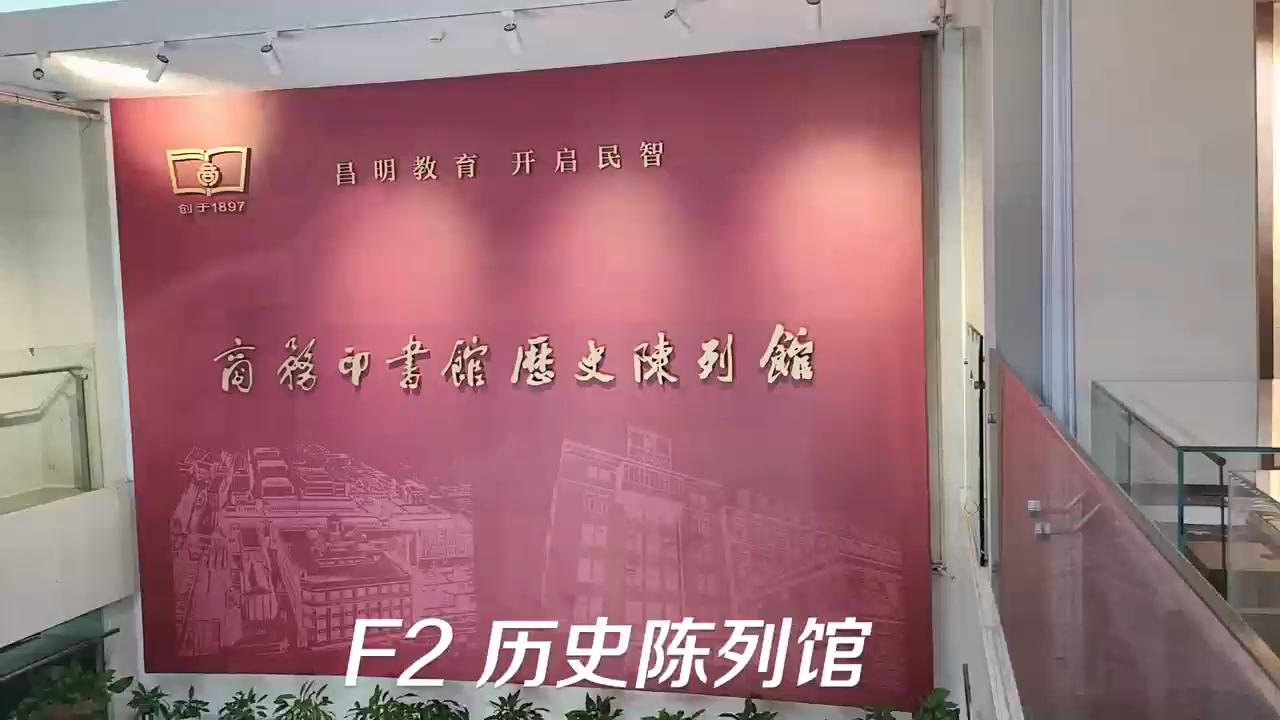 昌明教育 开启民智
商
创于1897
商務印書館歷史陳列館
F2 历史陈列馆